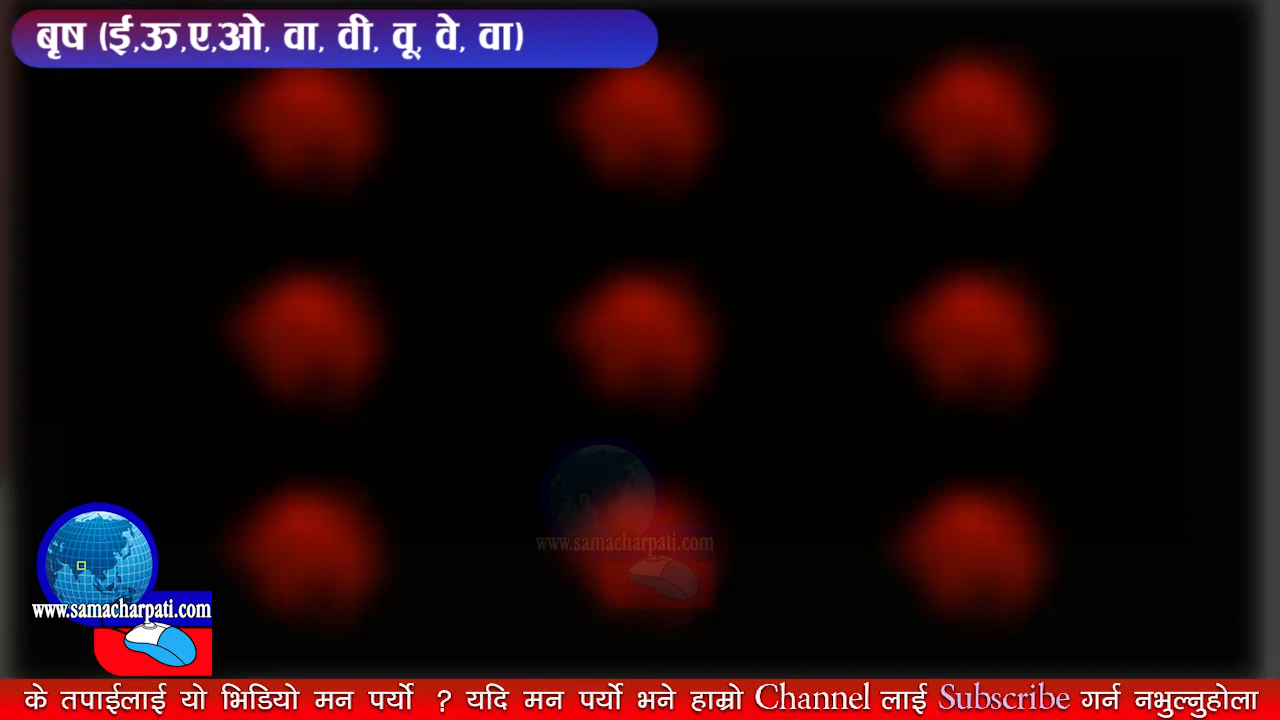 बृष (ई,ऊ,ए,ओ, वा, वी, वू, वे, वा)
www.samacharpati.com
www.samacharpati.com
के तपाईलाई यो भिडियो मन पर्यो ? यदि मन पर्यो भने हाम्रो Channel लाई Subscribe गर्न नभुल्नुहोला